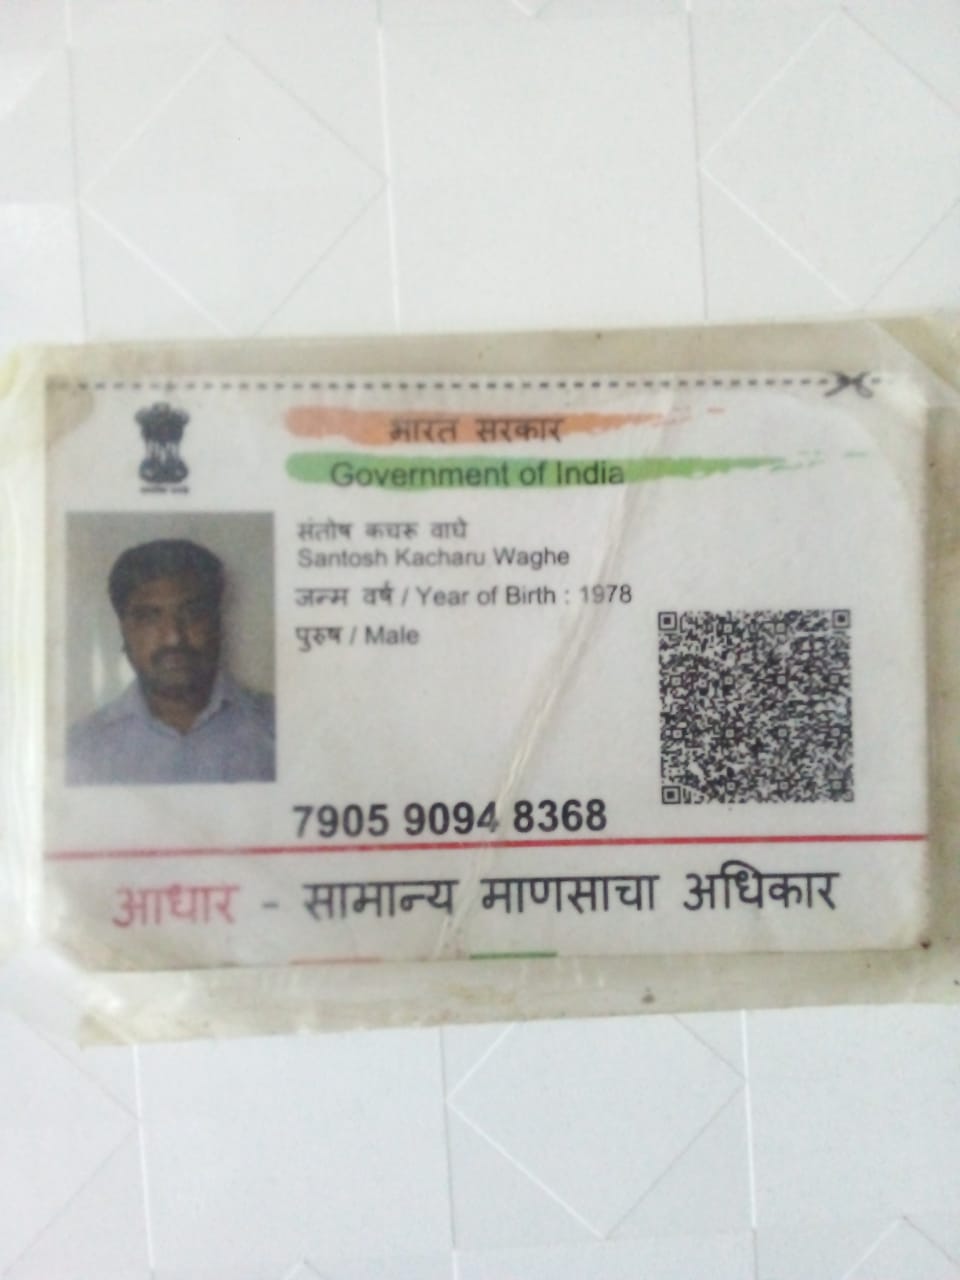 भारत सरकार
Government of India
संतोष कचरू वाघे
Santosh Kacharu Waghe
जन्म वर्ष / Year of Birth : 1978
पुरुष / Male
7905 9094 8368
आधार - सामान्य माणसाचा अधिकार